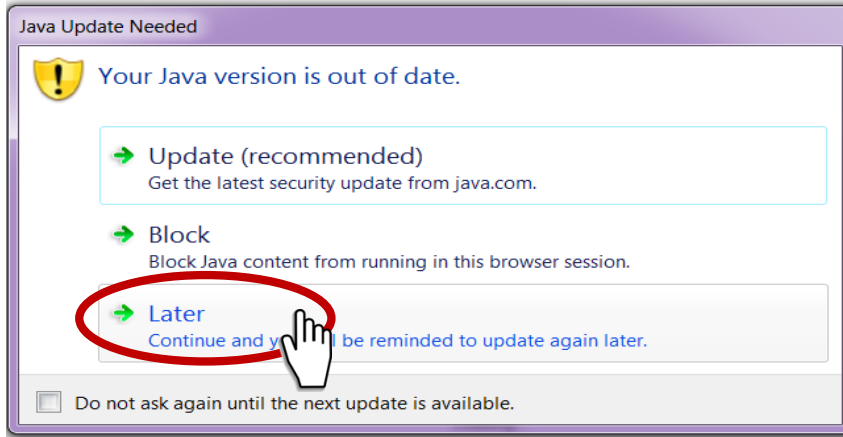 Java Update Needed
Your Java version is out of date.
Update (recommended)
Get the latest security update from java.com.
Block
Block Java content from running in this browser session.
Later
Continue and y ll be reminded to update again later.
Do not ask again until the next update is available.